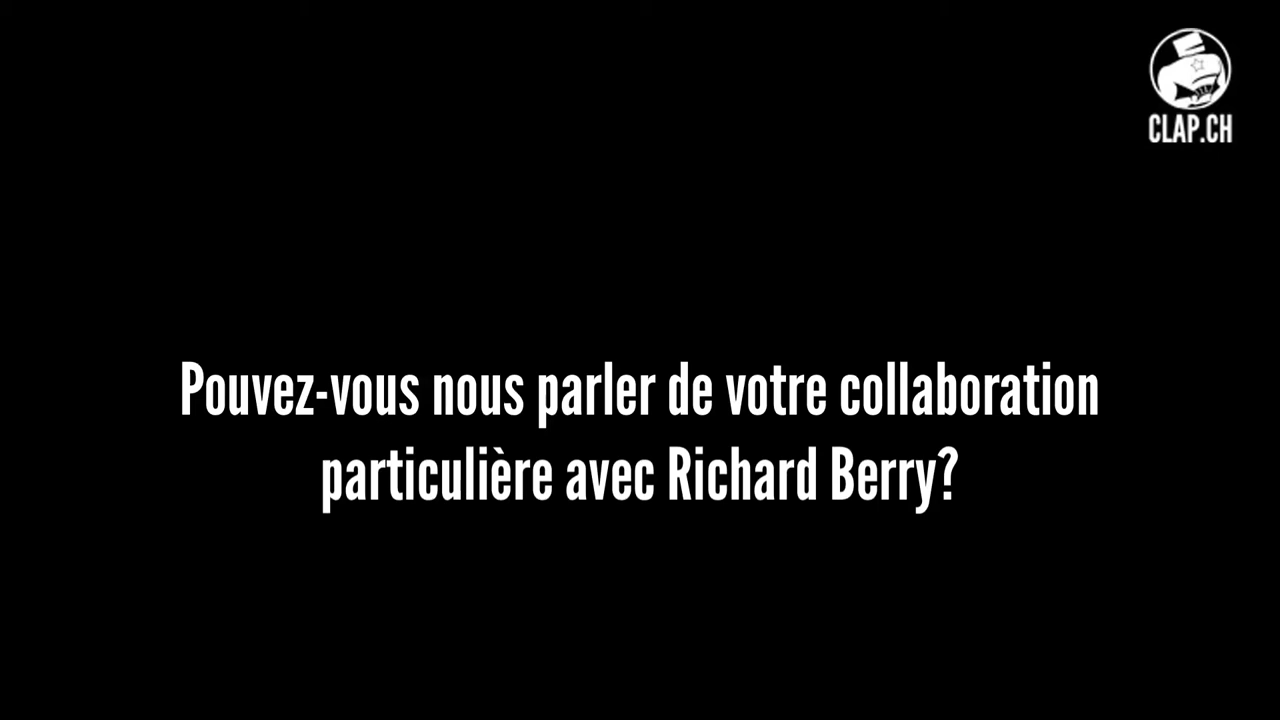 CLAP.CH
Pouvez-vous nous parler de votre collaboration
particulière avec Richard Berry?